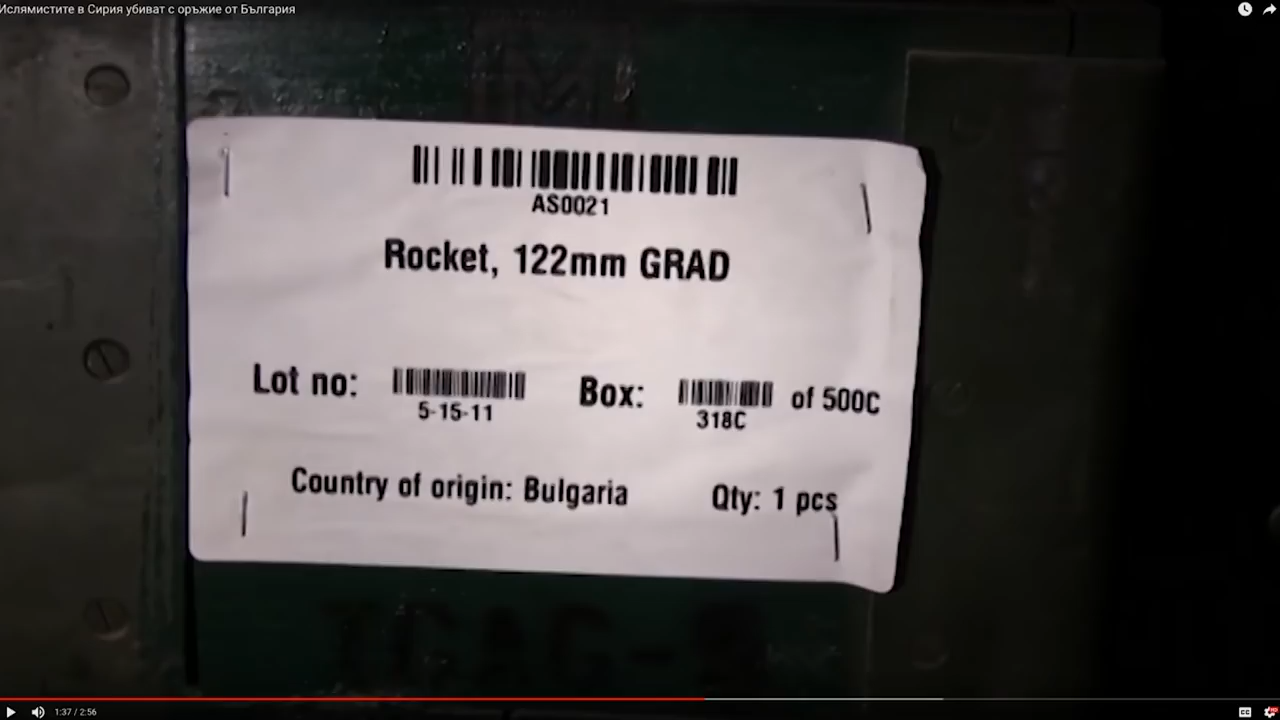 Ислямистите в Сирия убиват с оръжие от България
AS0021
Rocket, 122mm GRAD
Lot no: 5-15-11 Box: 318C of 500C
Country of origin: Bulgaria Qty: 1 pcs
1:37 / 2:56